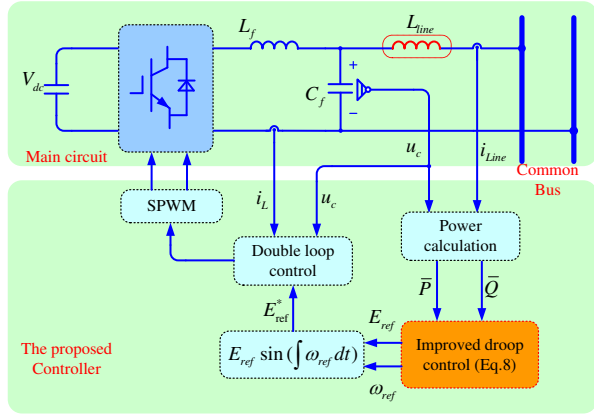 L_f
L_line
V_dc
+
C_f
−
Main circuit
u_c
i_Line
Common
Bus
SPWM
i_L
u_c
Double loop
control
Power
calculation
P̅
Q̅
E*_ref
E_ref
The proposed
Controller
E_ref sin (∫ ω_ref dt)
Improved droop
control (Eq.8)
ω_ref